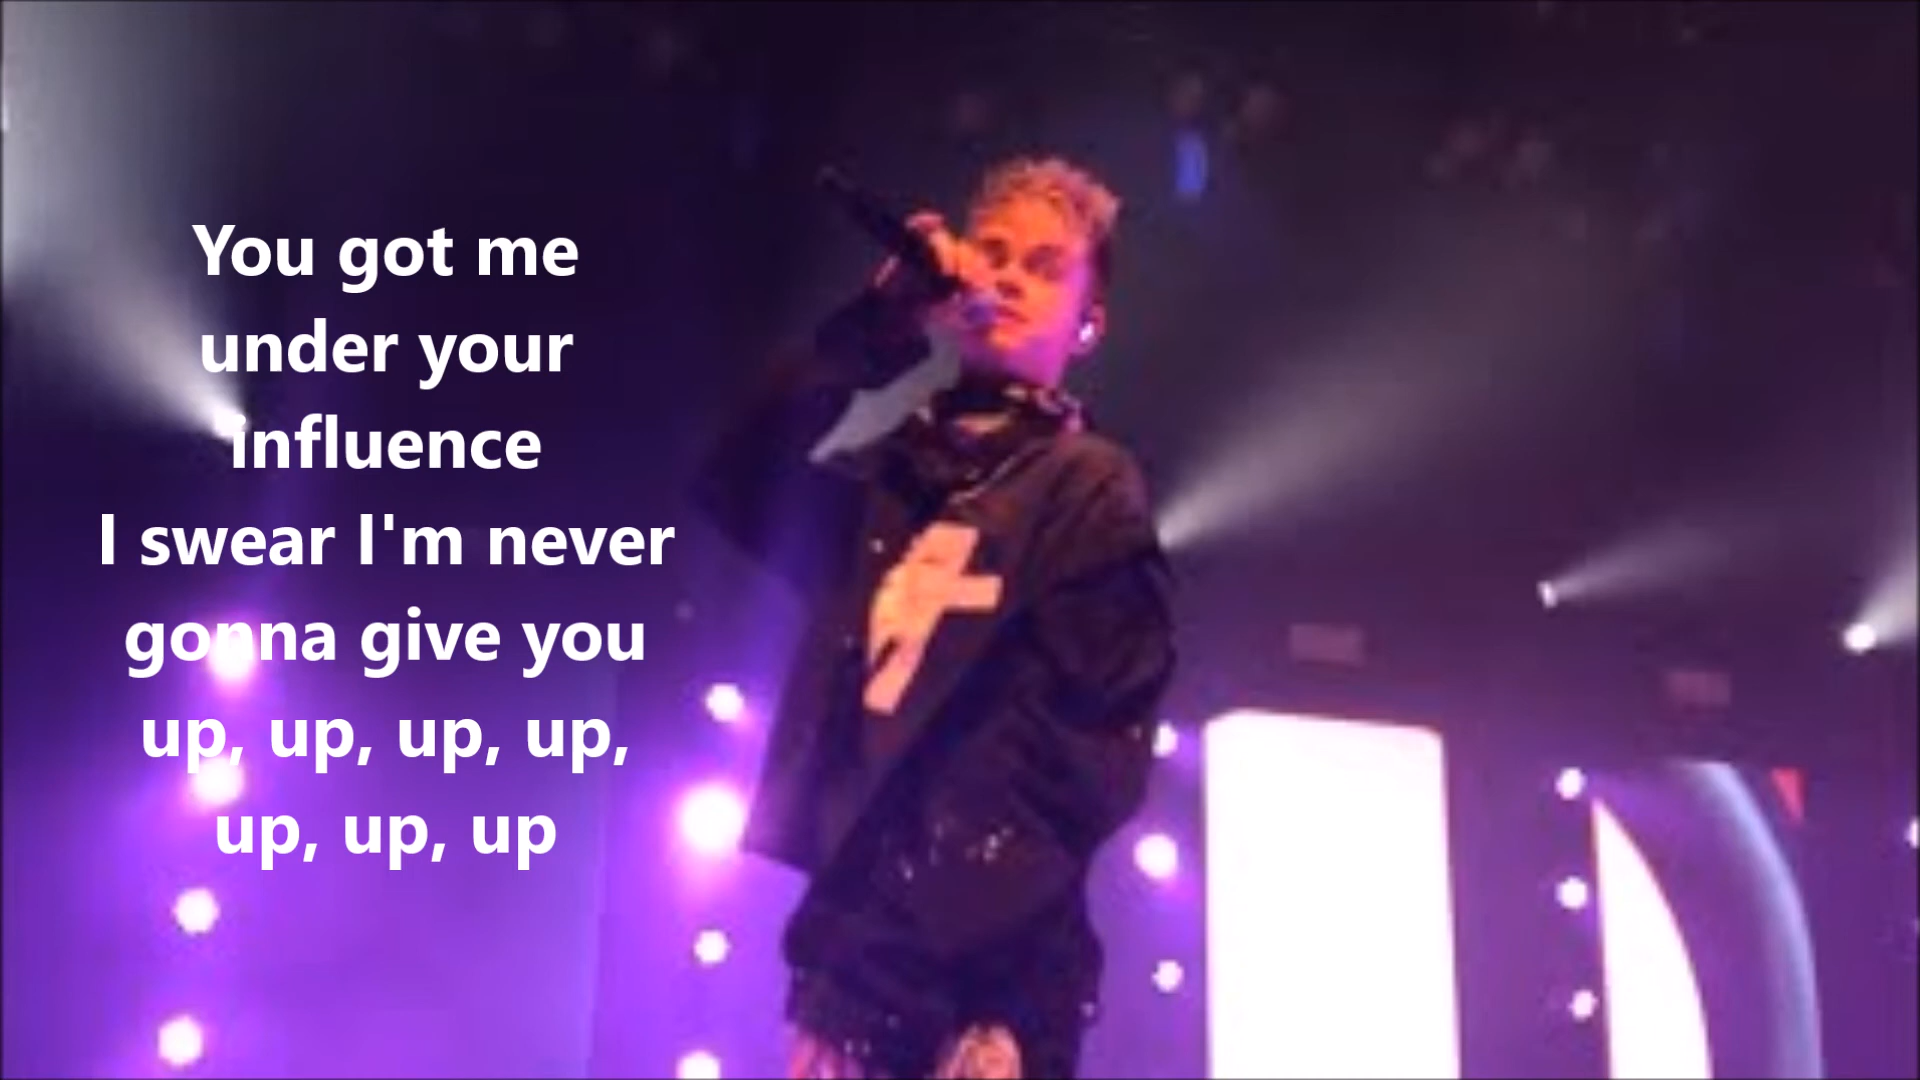 You got me
under your
influence
I swear I'm never
gonna give you
up, up, up, up,
up, up, up